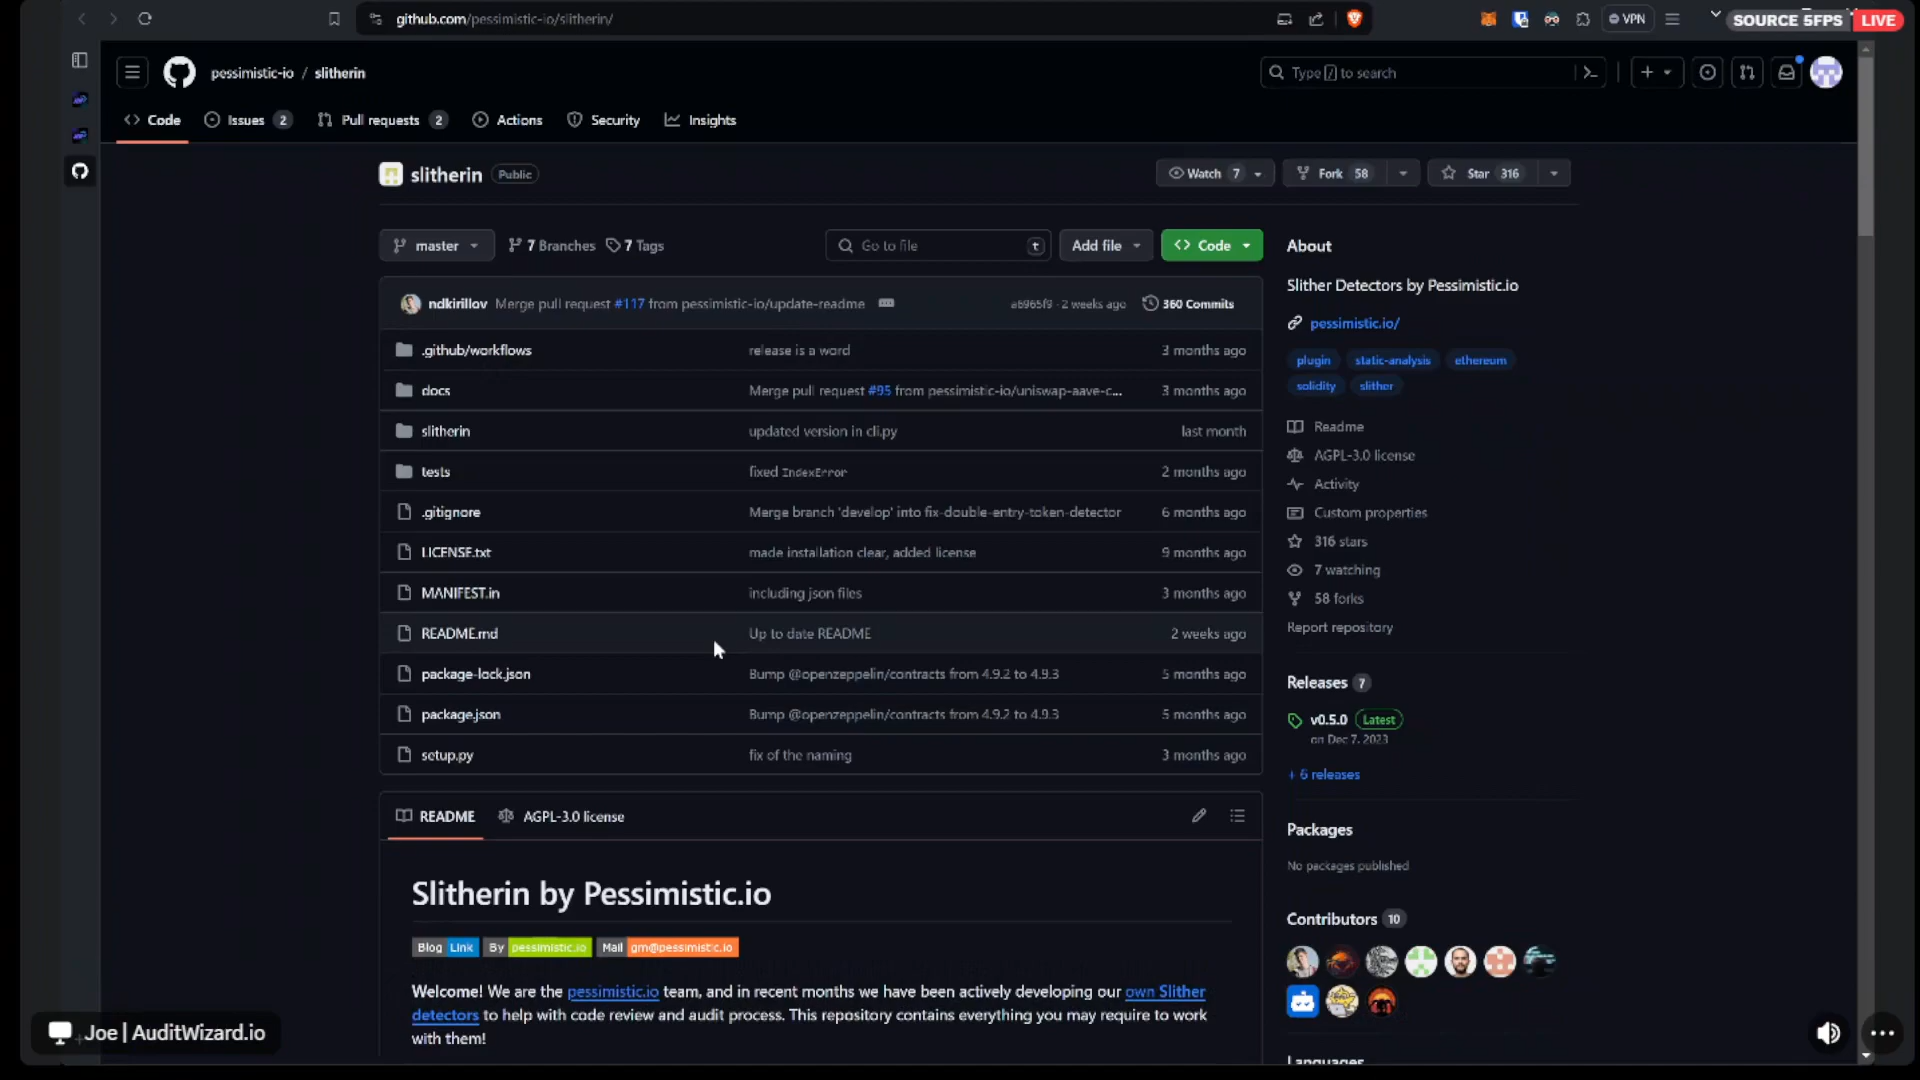 github.com/pessimistic-io/slitherin/
VPN
SOURCE 5FPS LIVE
pessimistic-io / slitherin
Type / to search
Code
Issues 2
Pull requests 2
Actions
Security
Insights
slitherin Public
Watch 7
Fork 58
Star 316
master
7 Branches
7 Tags
Go to file t
Add file
Code
ndkirillov Merge pull request #117 from pessimistic-io/update-readme
a6965f9 · 2 weeks ago
360 Commits
.github/workflows release is a word 3 months ago
docs Merge pull request #95 from pessimistic-io/uniswap-aave-c... 3 months ago
slitherin updated version in cli.py last month
tests fixed IndexError 2 months ago
.gitignore Merge branch 'develop' into fix-double-entry-token-detector 6 months ago
LICENSE.txt made installation clear, added license 9 months ago
MANIFEST.in including json files 3 months ago
README.md Up to date README 2 weeks ago
package-lock.json Bump @openzeppelin/contracts from 4.9.2 to 4.9.3 5 months ago
package.json Bump @openzeppelin/contracts from 4.9.2 to 4.9.3 5 months ago
setup.py fix of the naming 3 months ago
README
AGPL-3.0 license
Slitherin by Pessimistic.io
Blog Link By pessimistic.io Mail gm@pessimistic.io
Welcome! We are the pessimistic.io team, and in recent months we have been actively developing our own Slither
detectors to help with code review and audit process. This repository contains everything you may require to work
with them!
About
Slither Detectors by Pessimistic.io
pessimistic.io/
plugin static-analysis ethereum
solidity slither
Readme
AGPL-3.0 license
Activity
Custom properties
316 stars
7 watching
58 forks
Report repository
Releases 7
v0.5.0 Latest
on Dec 7, 2023
+ 6 releases
Packages
No packages published
Contributors 10
Languages
Joe | AuditWizard.io